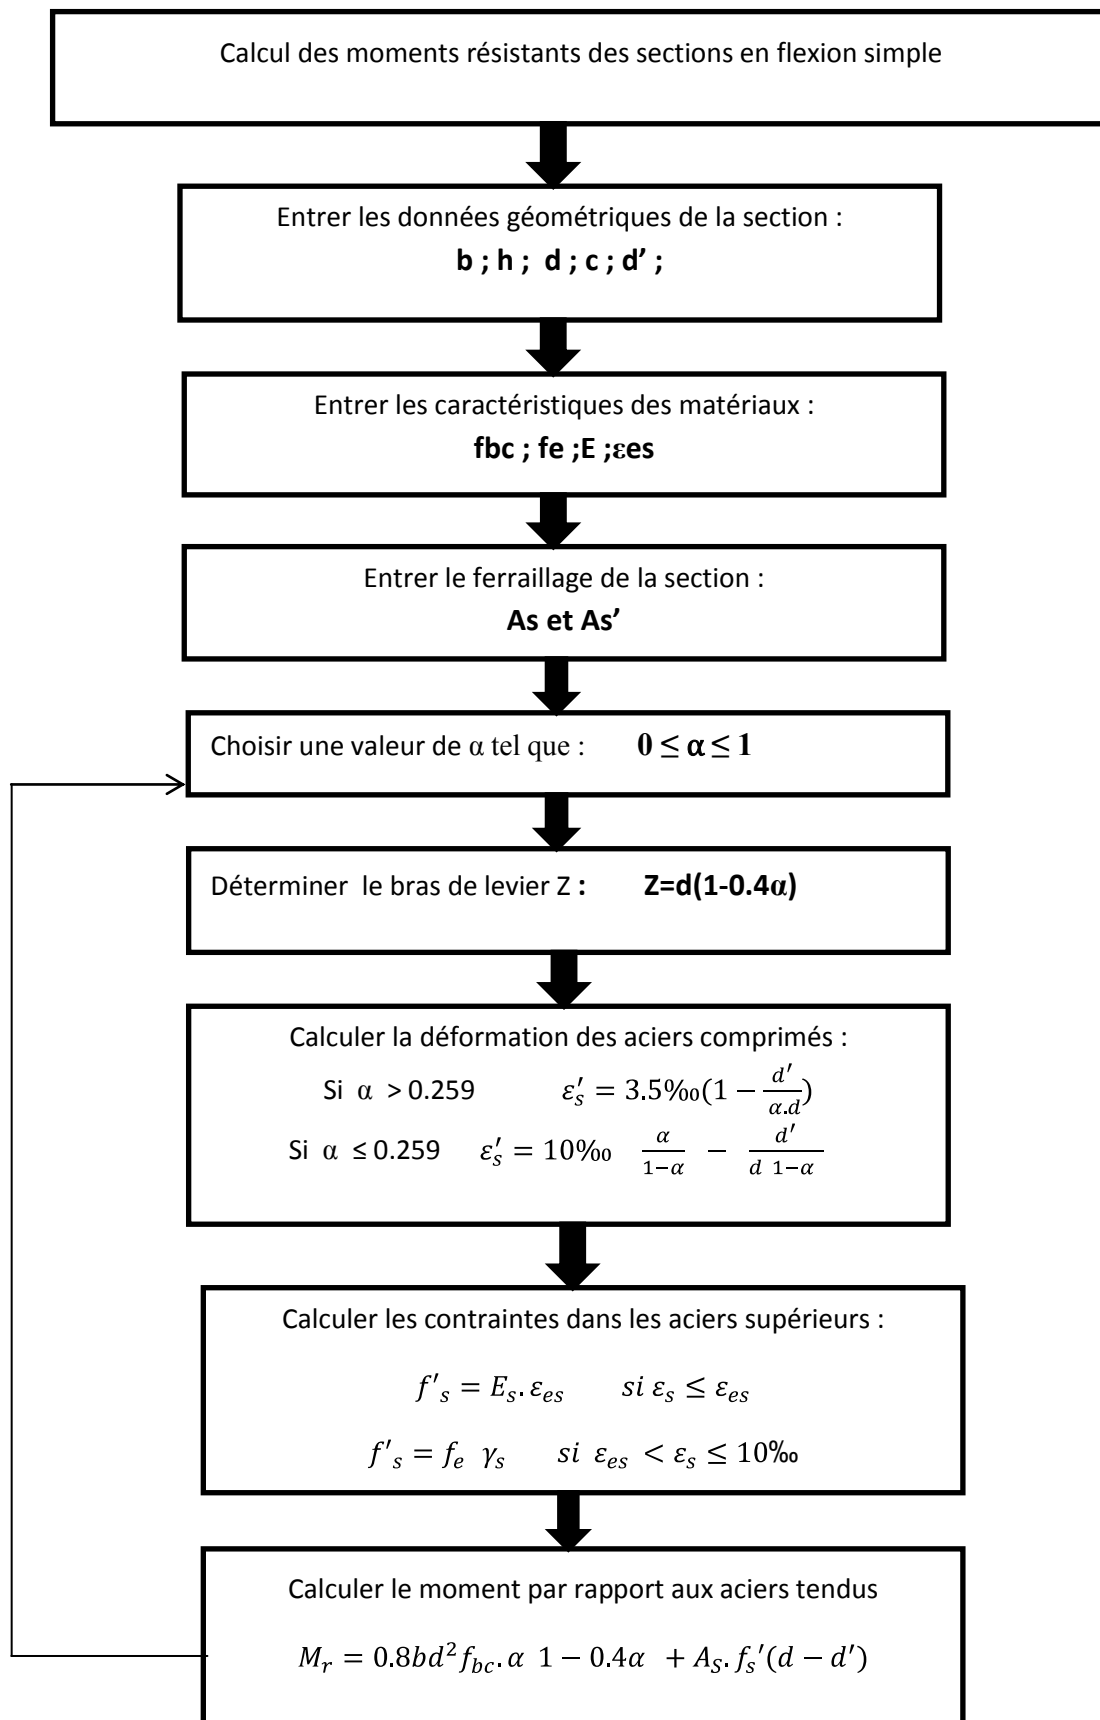 Calcul des moments résistants des sections en flexion simple
Entrer les données géométriques de la section :
b ; h ; d ; c ; d’ ;
Entrer les caractéristiques des matériaux :
fbc ; fe ;E ;εes
Entrer le ferraillage de la section :
As et As’
Choisir une valeur de α tel que : 0 ≤ α ≤ 1
Déterminer le bras de levier Z : Z=d(1-0.4α)
Calculer la déformation des aciers comprimés :
Si α > 0.259 ε′s = 3.5‰(1 − d′/α.d)
Si α ≤ 0.259 ε′s = 10‰ α/1−α − d′/d 1−α
Calculer les contraintes dans les aciers supérieurs :
f′s = Es. εes si εs ≤ εes
f′s = fe γs si εes < εs ≤ 10‰
Calculer le moment par rapport aux aciers tendus
Mr = 0.8bd²fbc. α 1 − 0.4α + AS. fs′(d − d′)